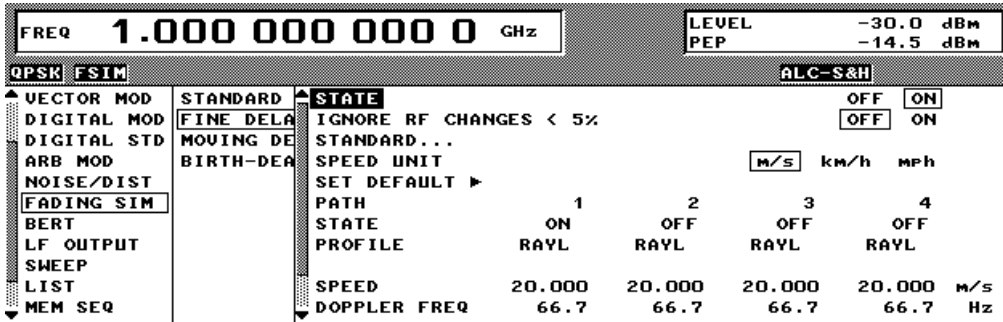 FREQ 1.000 000 000 0 GHz
LEVEL -30.0 dBm
PEP -14.5 dBm
QPSK FSIM ALC-S&H
VECTOR MOD
DIGITAL MOD
DIGITAL STD
ARB MOD
NOISE/DIST
FADING SIM
BERT
LF OUTPUT
SWEEP
LIST
MEM SEQ
STANDARD
FINE DELA
MOVING DE
BIRTH-DEA
STATE OFF ON
IGNORE RF CHANGES < 5% OFF ON
STANDARD...
SPEED UNIT m/s km/h mph
SET DEFAULT ▶
PATH 1 2 3 4
STATE ON OFF OFF OFF
PROFILE RAYL RAYL RAYL RAYL
SPEED 20.000 20.000 20.000 20.000 m/s
DOPPLER FREQ 66.7 66.7 66.7 66.7 Hz